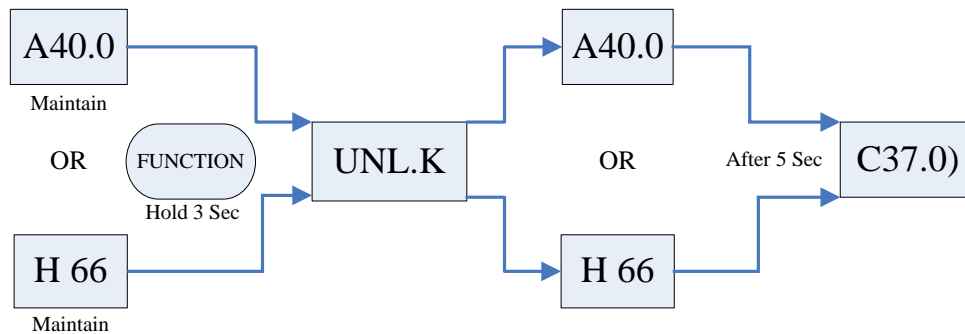 A40.0
Maintain
OR
FUNCTION
Hold 3 Sec
H 66
Maintain
UNL.K
A40.0
OR
H 66
After 5 Sec
C37.0)